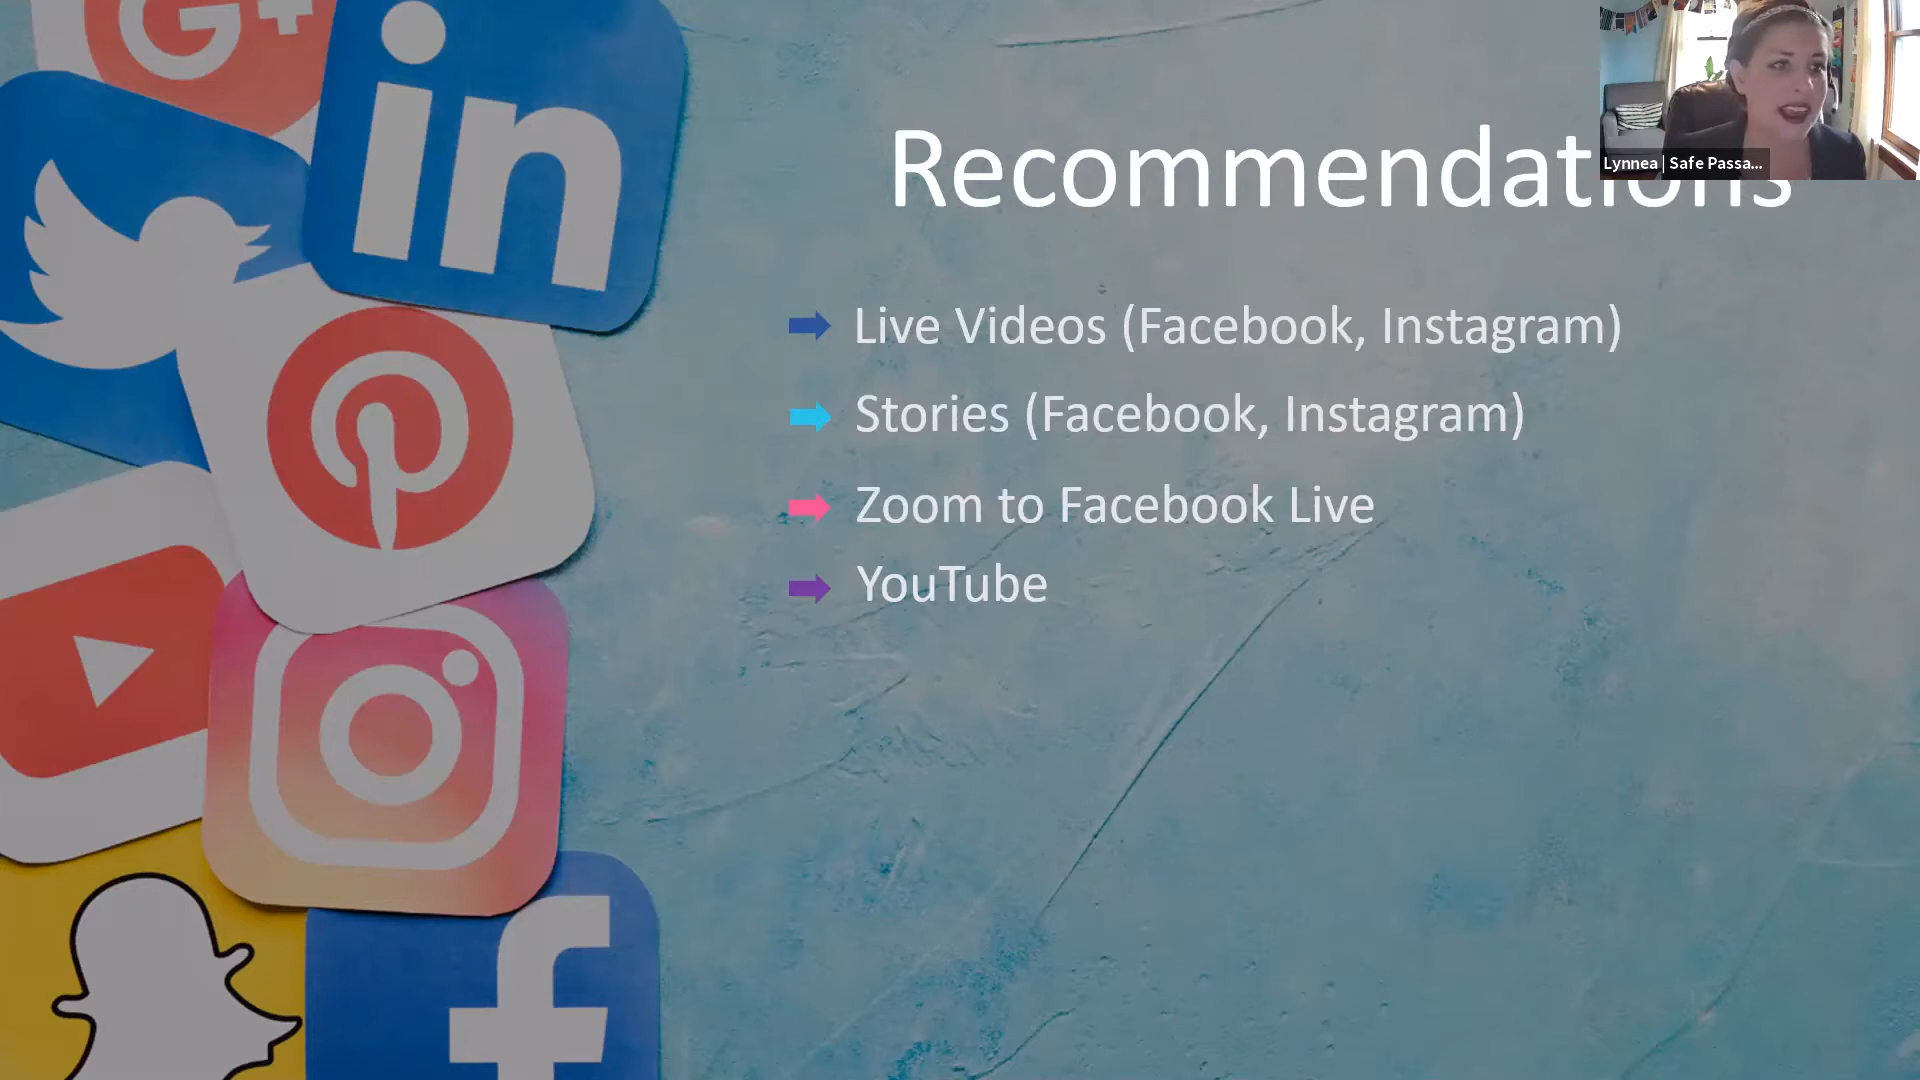 G+
in
Recommendations
Lynnea | Safe Passa...
Live Videos (Facebook, Instagram)
Stories (Facebook, Instagram)
Zoom to Facebook Live
YouTube
f